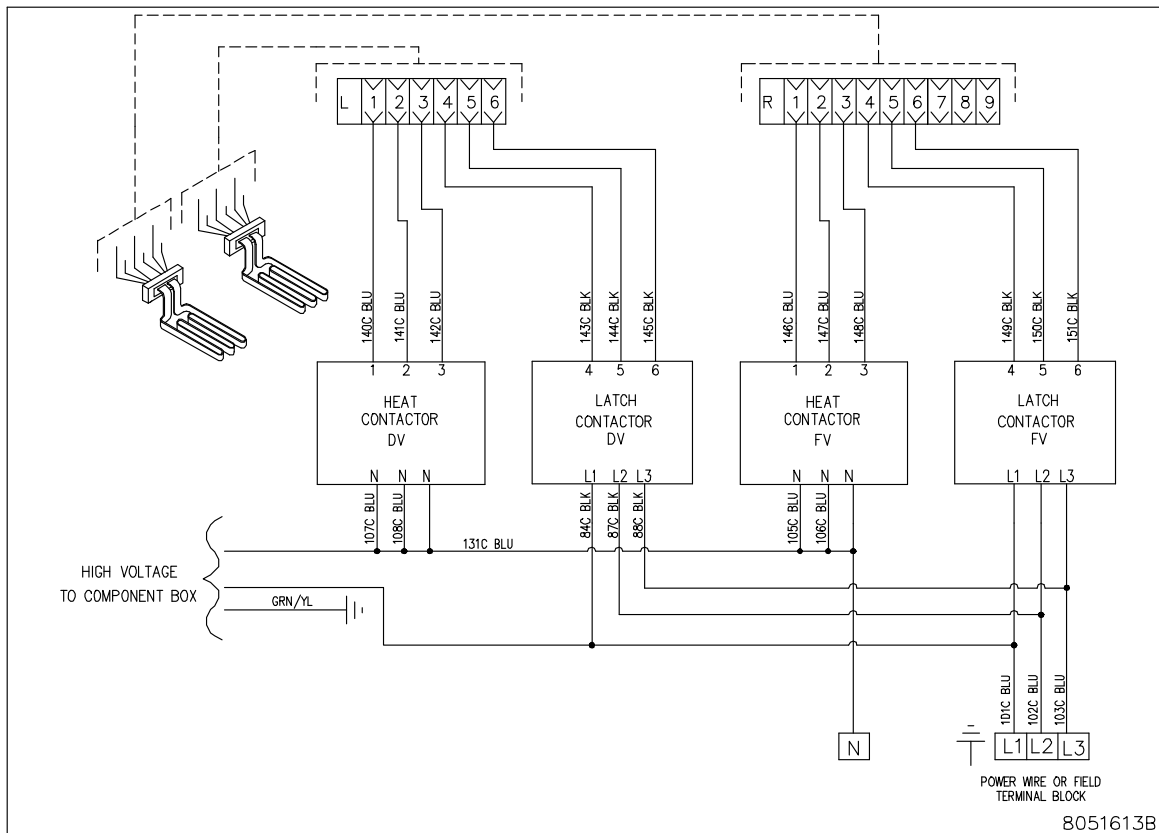 L 1 2 3 4 5 6
R 1 2 3 4 5 6 7 8 9
140C BLU
141C BLU
142C BLU
143C BLK
144C BLK
145C BLK
146C BLU
147C BLU
148C BLU
149C BLK
150C BLK
151C BLK
1 2 3
HEAT
CONTACTOR
DV
N N N
4 5 6
LATCH
CONTACTOR
DV
L1 L2 L3
1 2 3
HEAT
CONTACTOR
FV
N N N
4 5 6
LATCH
CONTACTOR
FV
L1 L2 L3
107C BLU
108C BLU
84C BLK
87C BLK
88C BLK
105C BLU
106C BLU
131C BLU
HIGH VOLTAGE
TO COMPONENT BOX
GRN/YL
101C BLU
102C BLU
103C BLU
N
L1 L2 L3
POWER WIRE OR FIELD
TERMINAL BLOCK
8051613B